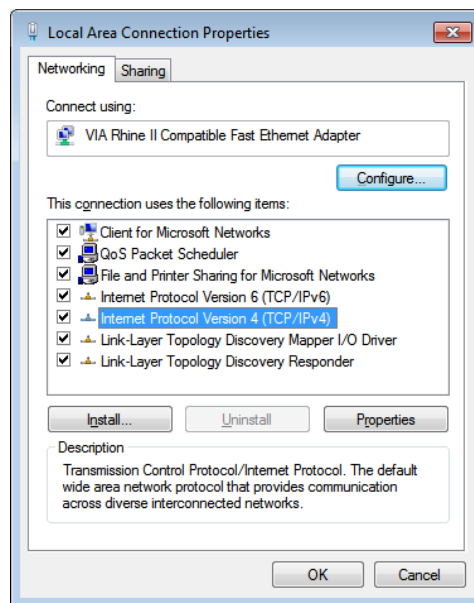 Local Area Connection Properties
Networking
Sharing
Connect using:
VIA Rhine II Compatible Fast Ethernet Adapter
Configure...
This connection uses the following items:
Client for Microsoft Networks
QoS Packet Scheduler
File and Printer Sharing for Microsoft Networks
Internet Protocol Version 6 (TCP/IPv6)
Internet Protocol Version 4 (TCP/IPv4)
Link-Layer Topology Discovery Mapper I/O Driver
Link-Layer Topology Discovery Responder
Install...
Uninstall
Properties
Description
Transmission Control Protocol/Internet Protocol. The default
wide area network protocol that provides communication
across diverse interconnected networks.
OK
Cancel